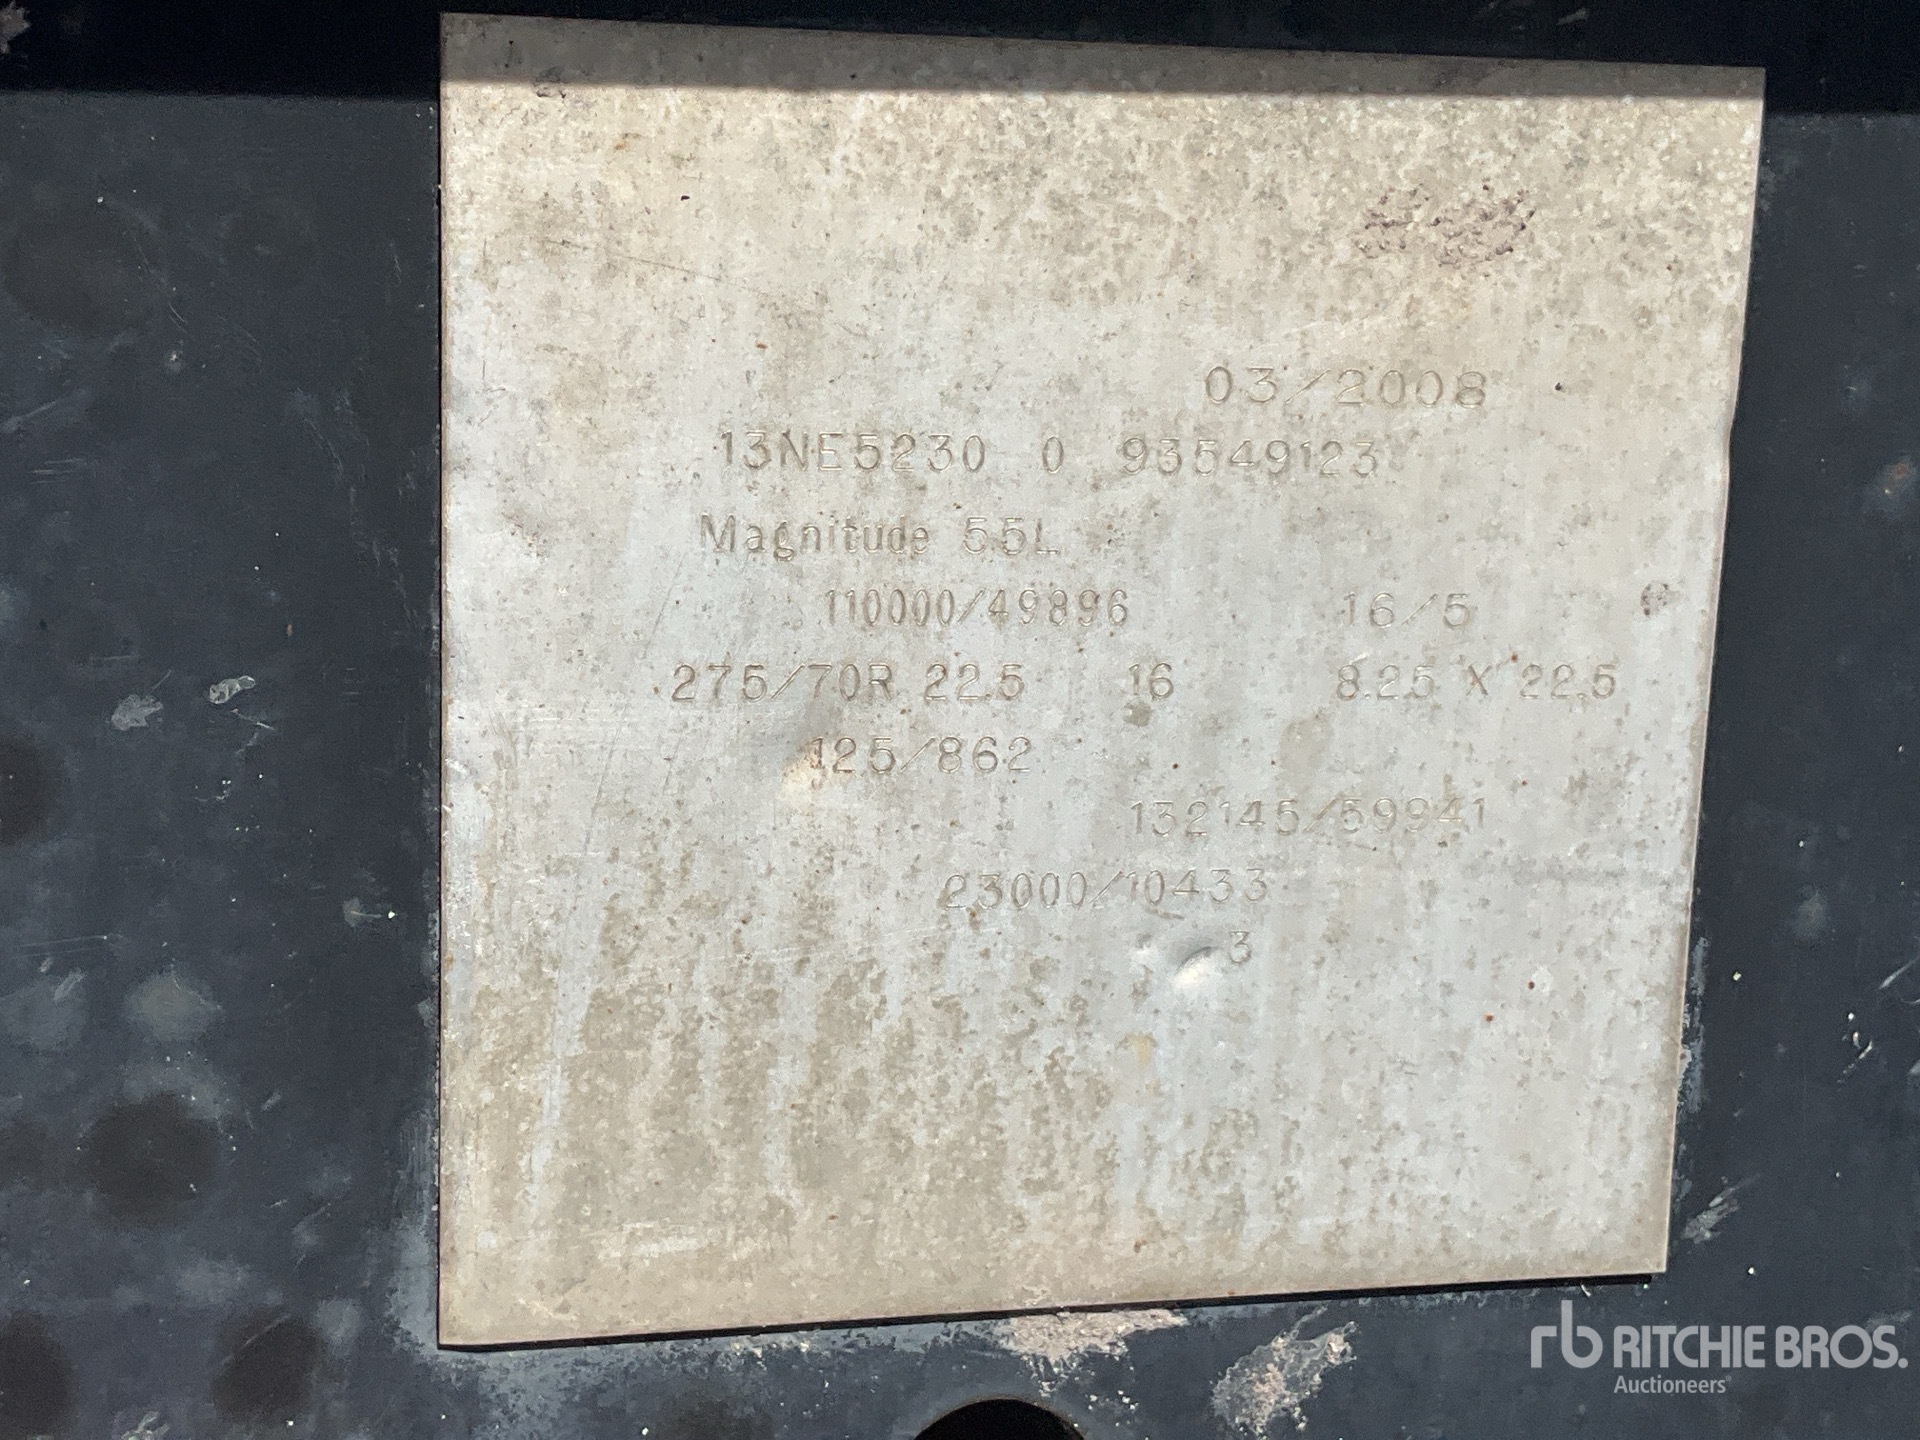 03/2008
13NE5230 0 93549123
Magnitude 55L
110000/49896 16/5
275/70R 22.5 16 8.25 X 22.5
125/862
132145/59941
23000/10433
3
rb RITCHIE BROS.
Auctioneers